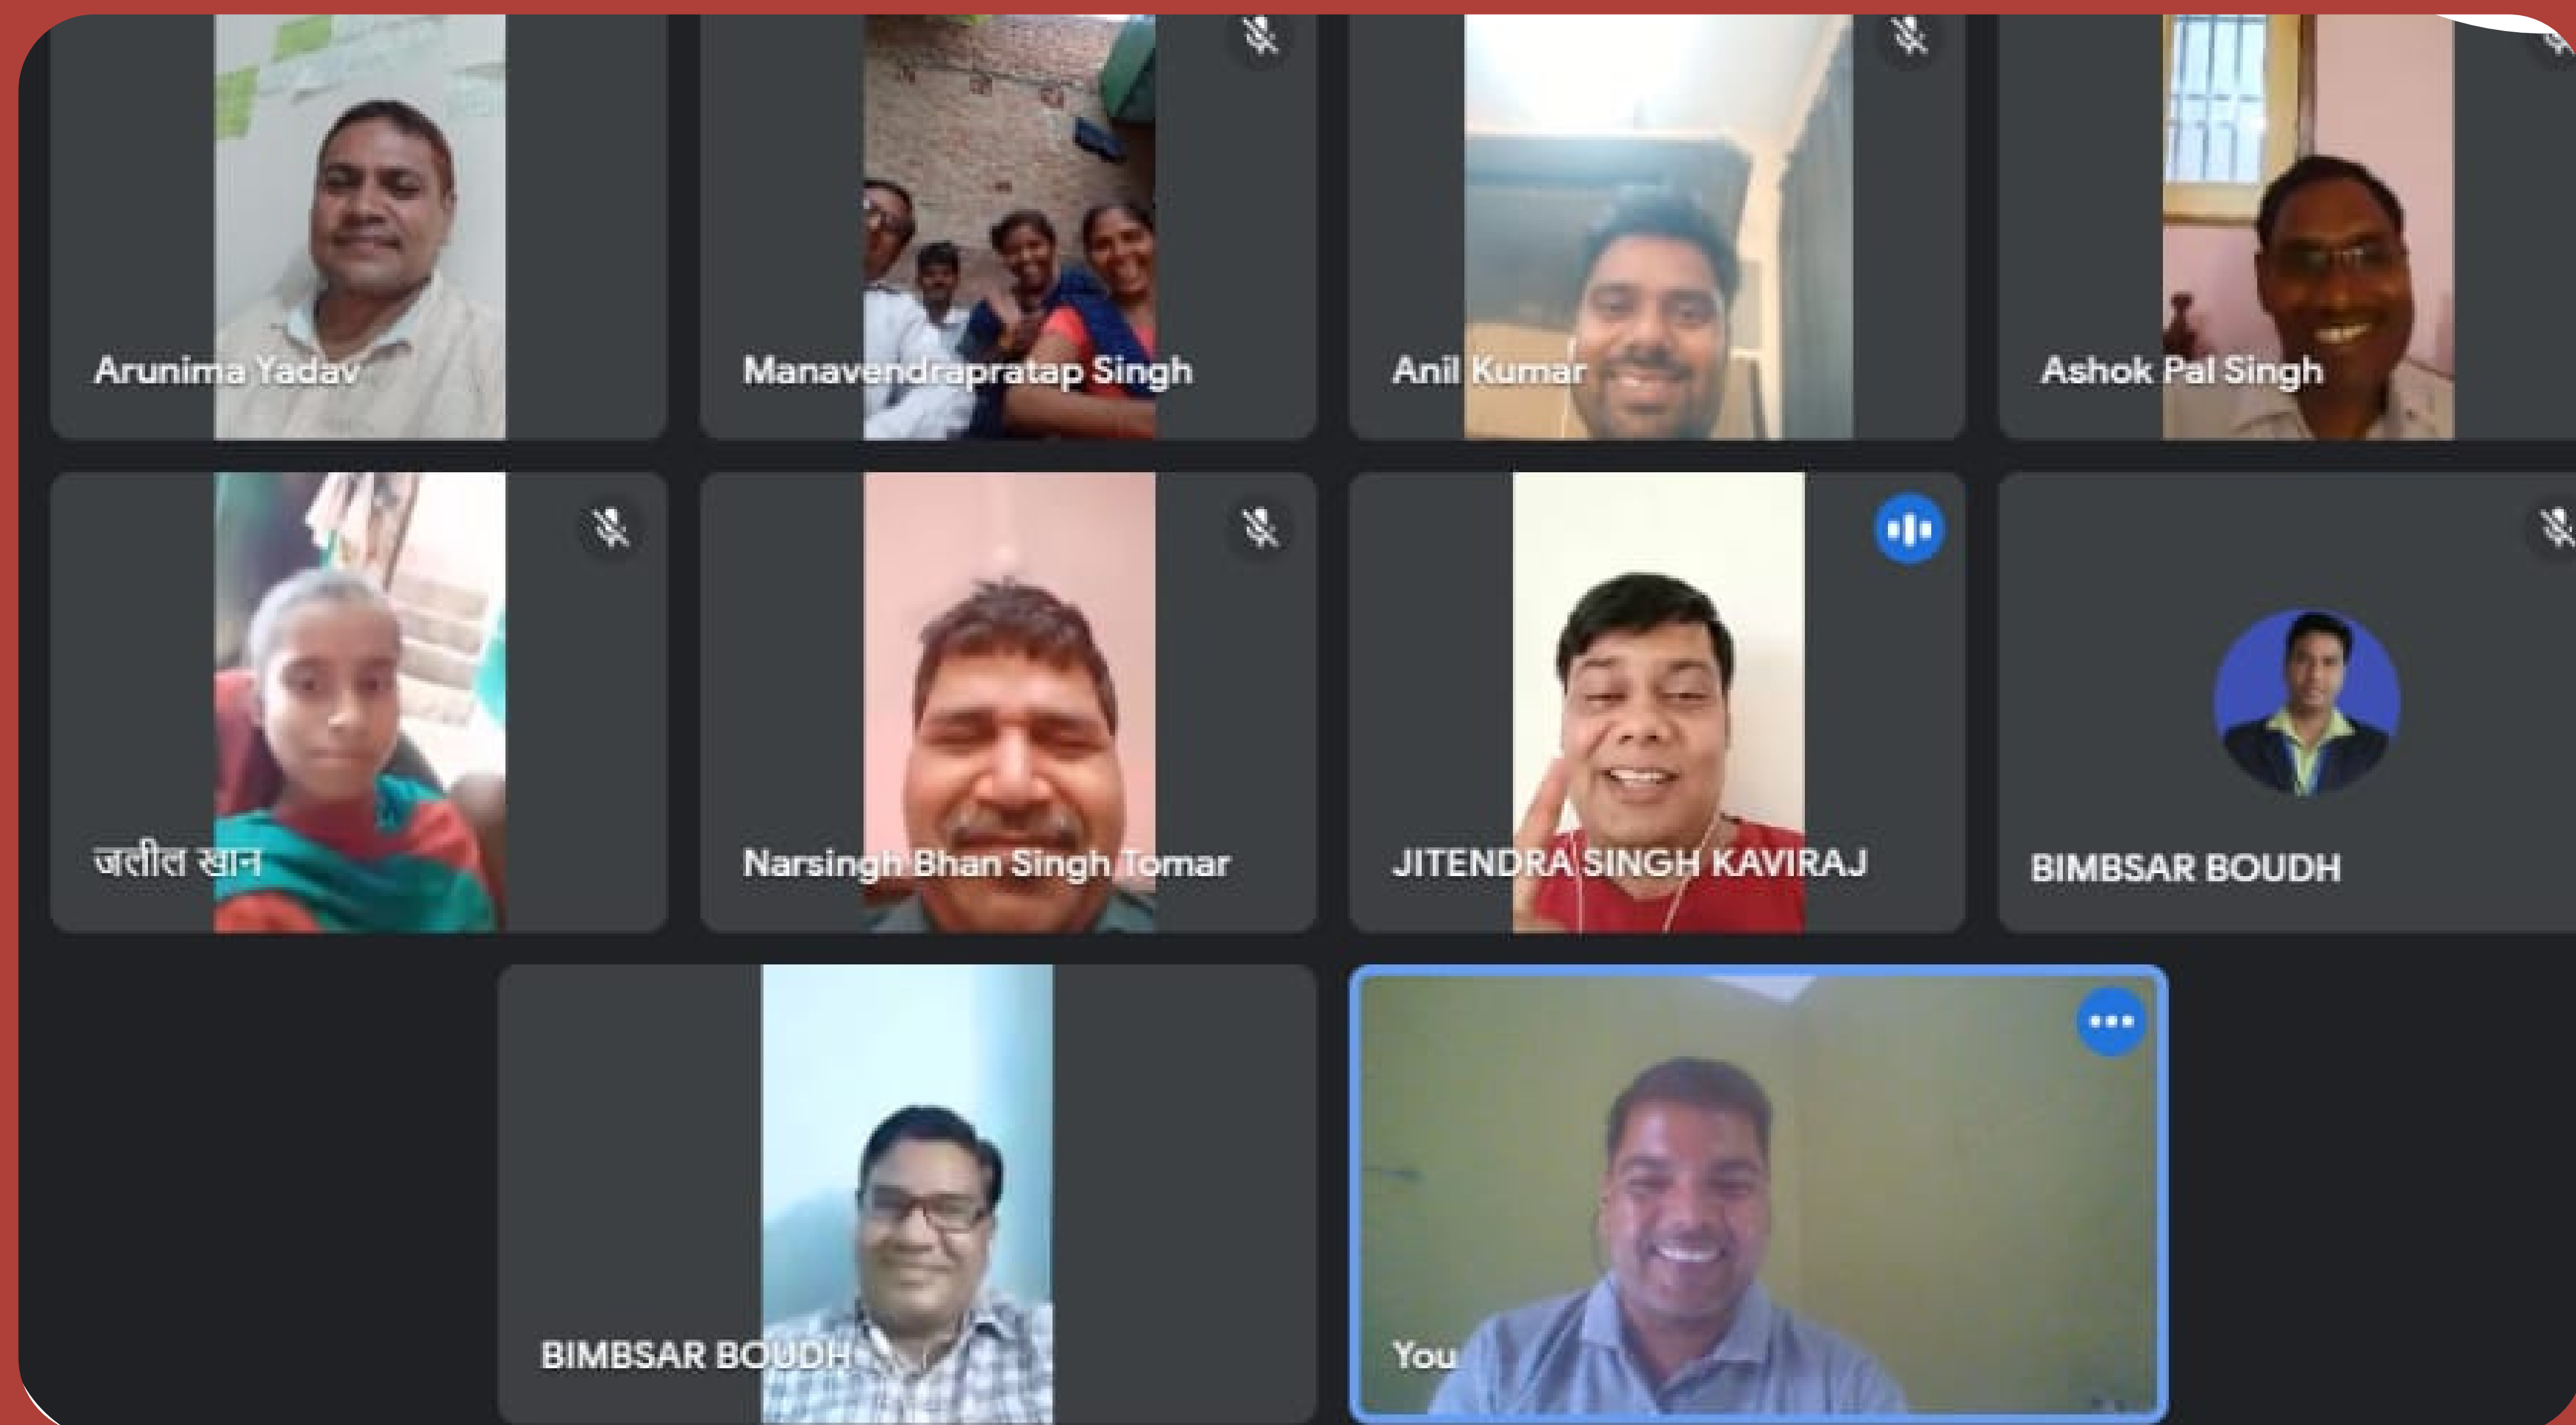 Arunima Yadav
Manavendrapratap Singh
Anil Kumar
Ashok Pal Singh
जलील खान
Narsingh Bhan Singh Tomar
JITENDRA SINGH KAVIRAJ
BIMBSAR BOUDH
BIMBSAR BOUDH
You